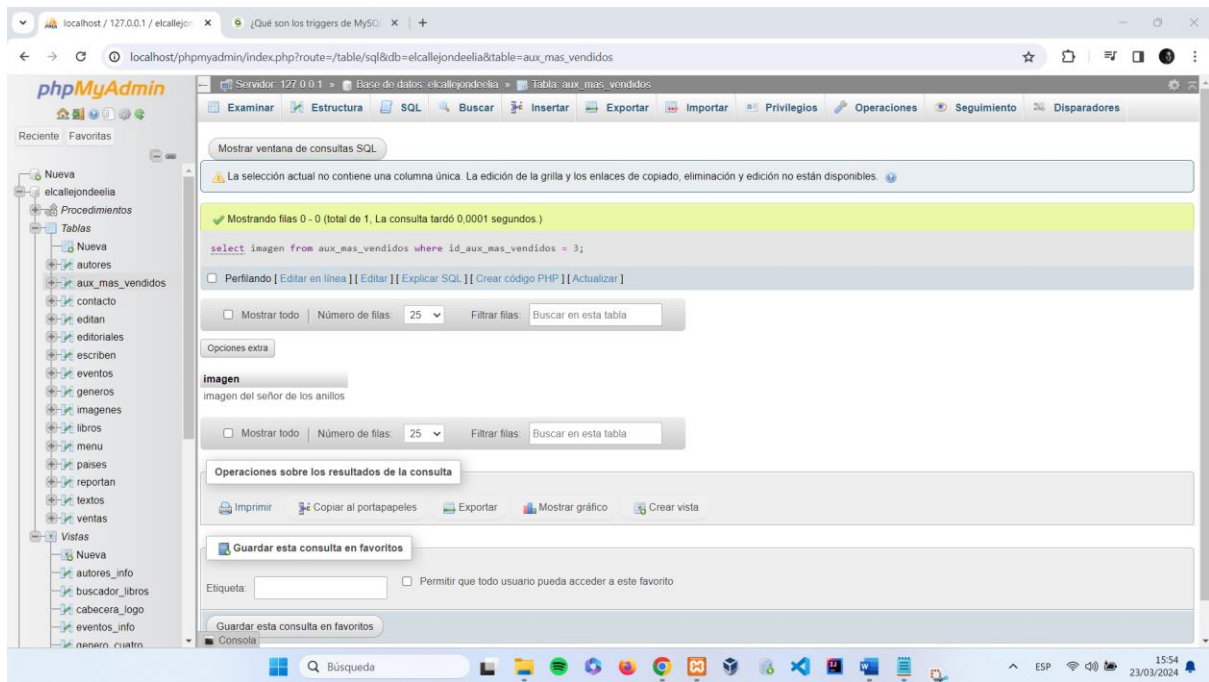 localhost / 127.0.0.1 / elcallejon
¿Qué son los triggers de MySQL
localhost/phpmyadmin/index.php?route=/table/sql&db=elcallejondeelia&table=aux_mas_vendidos
phpMyAdmin
Reciente Favoritas
Nueva
elcallejondeelia
Procedimientos
Tablas
Nueva
autores
aux_mas_vendidos
contacto
editan
editoriales
escriben
eventos
generos
imagenes
libros
menu
paises
reportan
textos
ventas
Vistas
Nueva
autores_info
buscador_libros
cabecera_logo
eventos_info
genero_cuatro
Servidor: 127.0.0.1 » Base de datos: elcallejondeelia » Tabla: aux_mas_vendidos
Examinar Estructura SQL Buscar Insertar Exportar Importar Privilegios Operaciones Seguimiento Disparadores
Mostrar ventana de consultas SQL
La selección actual no contiene una columna única. La edición de la grilla y los enlaces de copiado, eliminación y edición no están disponibles.
Mostrando filas 0 - 0 (total de 1, La consulta tardó 0,0001 segundos.)
select imagen from aux_mas_vendidos where id_aux_mas_vendidos = 3;
Perfilando [ Editar en línea ] [ Editar ] [ Explicar SQL ] [ Crear código PHP ] [ Actualizar ]
Mostrar todo | Número de filas: 25 Filtrar filas: Buscar en esta tabla
Opciones extra
imagen
imagen del señor de los anillos
Mostrar todo | Número de filas: 25 Filtrar filas: Buscar en esta tabla
Operaciones sobre los resultados de la consulta
Imprimir Copiar al portapapeles Exportar Mostrar gráfico Crear vista
Guardar esta consulta en favoritos
Etiqueta: Permitir que todo usuario pueda acceder a este favorito
Guardar esta consulta en favoritos
Consola
Búsqueda
ESP
15:54
23/03/2024